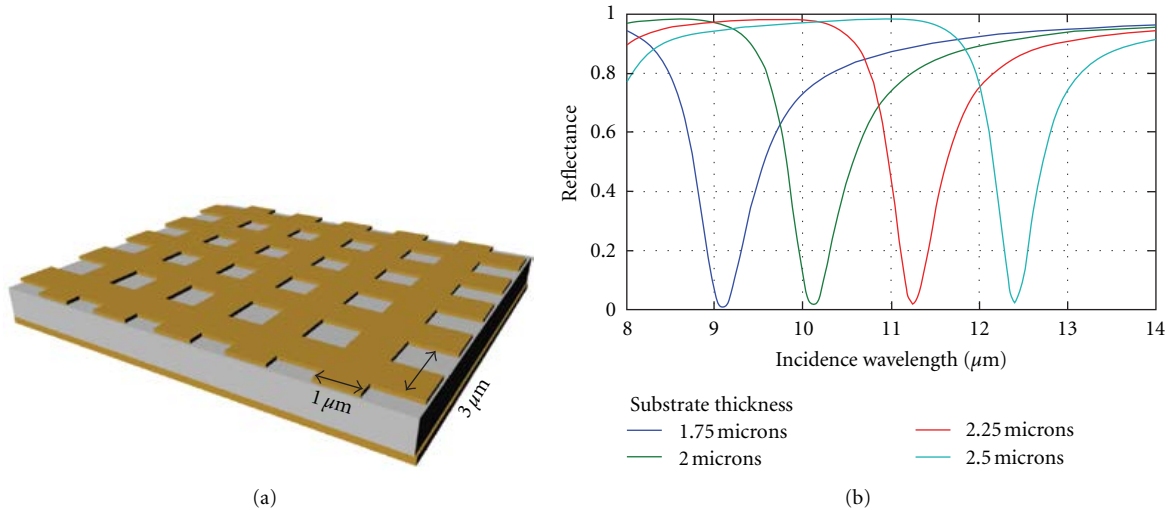 1 μm
3 μm
(a)
1
0.8
0.6
0.4
0.2
0
Reflectance
8 9 10 11 12 13 14
Incidence wavelength (μm)
Substrate thickness
1.75 microns
2 microns
2.25 microns
2.5 microns
(b)